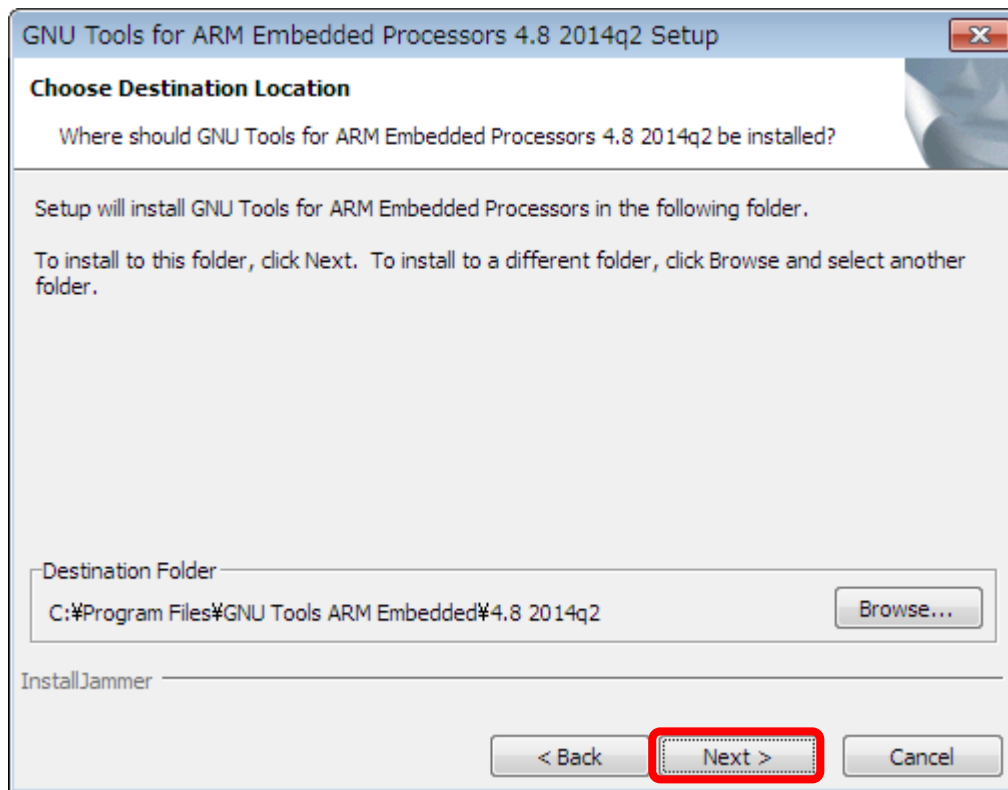 GNU Tools for ARM Embedded Processors 4.8 2014q2 Setup
Choose Destination Location
Where should GNU Tools for ARM Embedded Processors 4.8 2014q2 be installed?
Setup will install GNU Tools for ARM Embedded Processors in the following folder.
To install to this folder, click Next.  To install to a different folder, click Browse and select another
folder.
Destination Folder
C:¥Program Files¥GNU Tools ARM Embedded¥4.8 2014q2
Browse...
InstallJammer
< Back
Next >
Cancel